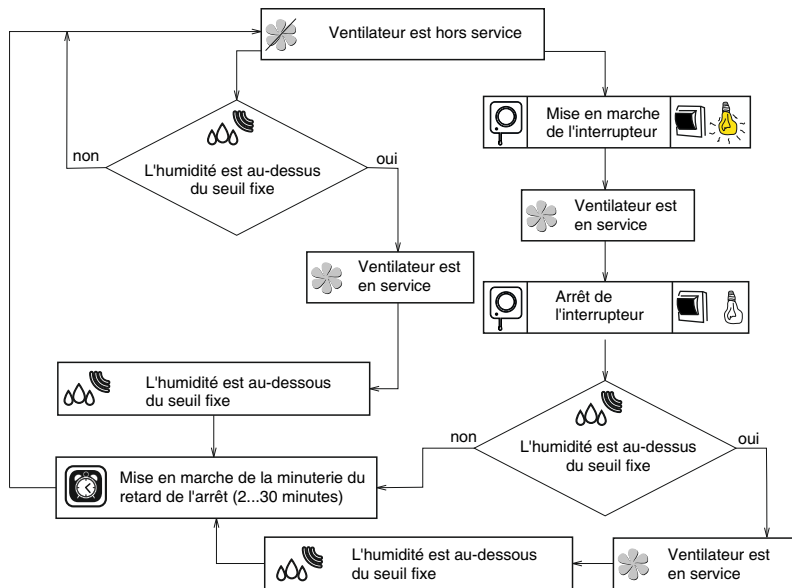 Ventilateur est hors service
Mise en marche
de l'interrupteur
non
oui
L'humidité est au-dessus
du seuil fixe
Ventilateur est
en service
Ventilateur est
en service
Arrêt de
l'interrupteur
L'humidité est au-dessous
du seuil fixe
non
oui
L'humidité est au-dessus
du seuil fixe
Mise en marche de la minuterie du
retard de l'arrêt (2...30 minutes)
L'humidité est au-dessous
du seuil fixe
Ventilateur est
en service